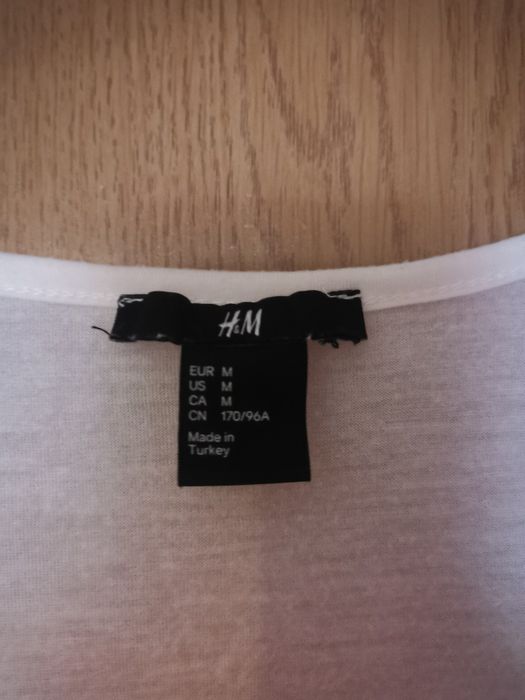 H&M
EUR M
US M
CA M
CN 170/96A
Made in
Turkey